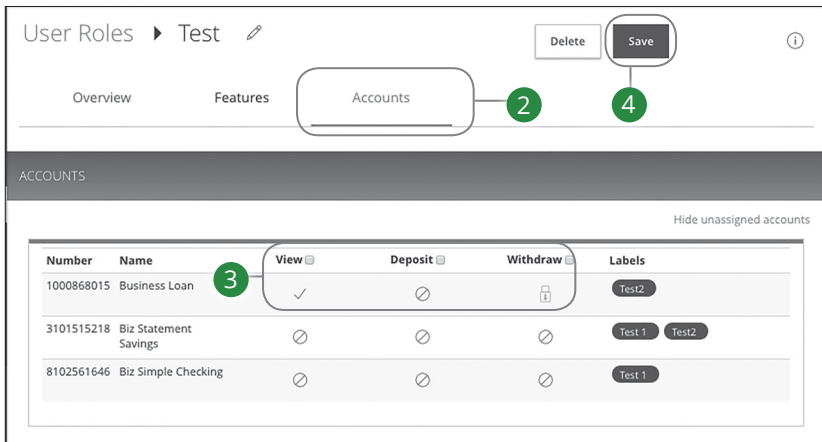 User Roles Test
Delete Save
Overview Features Accounts
2 4
ACCOUNTS
Hide unassigned accounts
Number Name View Deposit Withdraw Labels
3
1000868015 Business Loan Test2
3101515218 Biz Statement Savings Test 1 Test2
8102561646 Biz Simple Checking Test 1